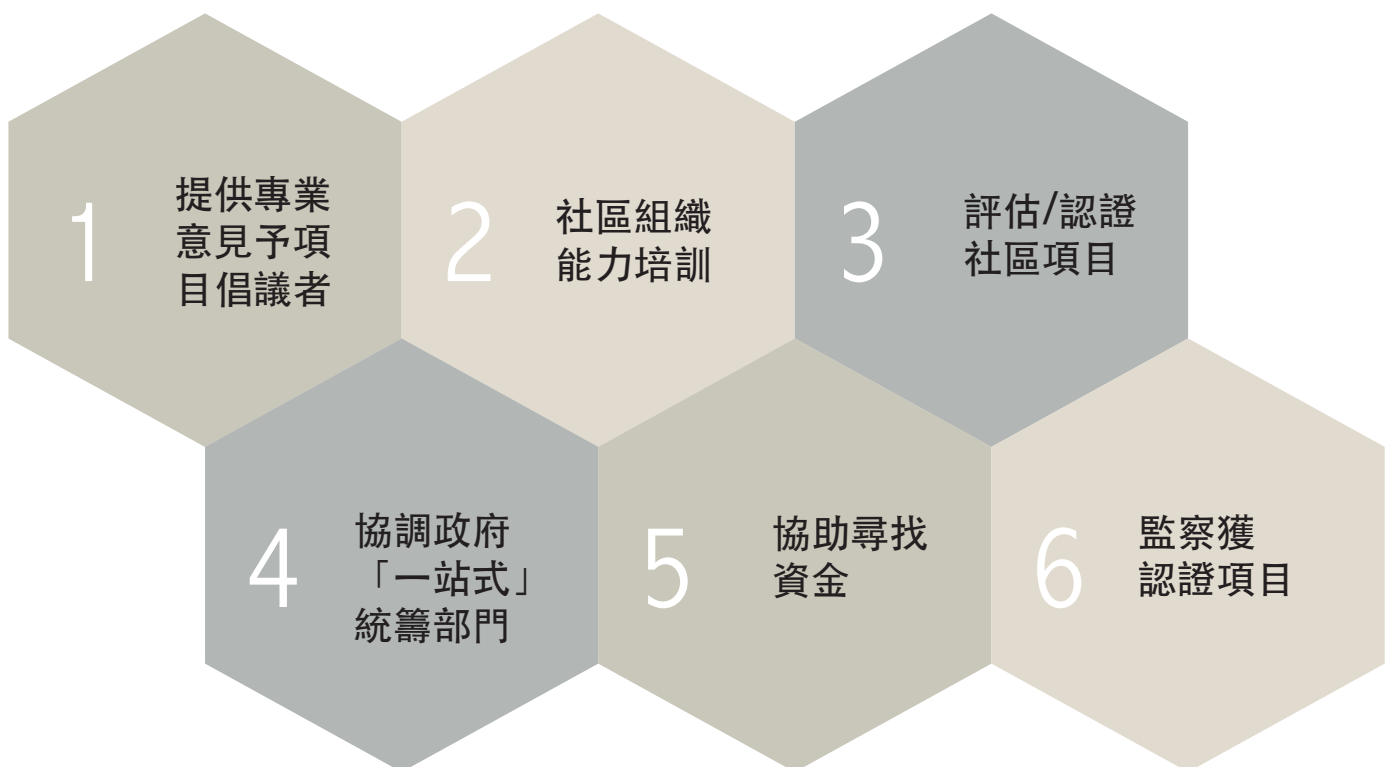 1
提供專業
意見予項
目倡議者
2
社區組織
能力培訓
3
評估/認證
社區項目
4
協調政府
「一站式」
統籌部門
5
協助尋找
資金
6
監察獲
認證項目